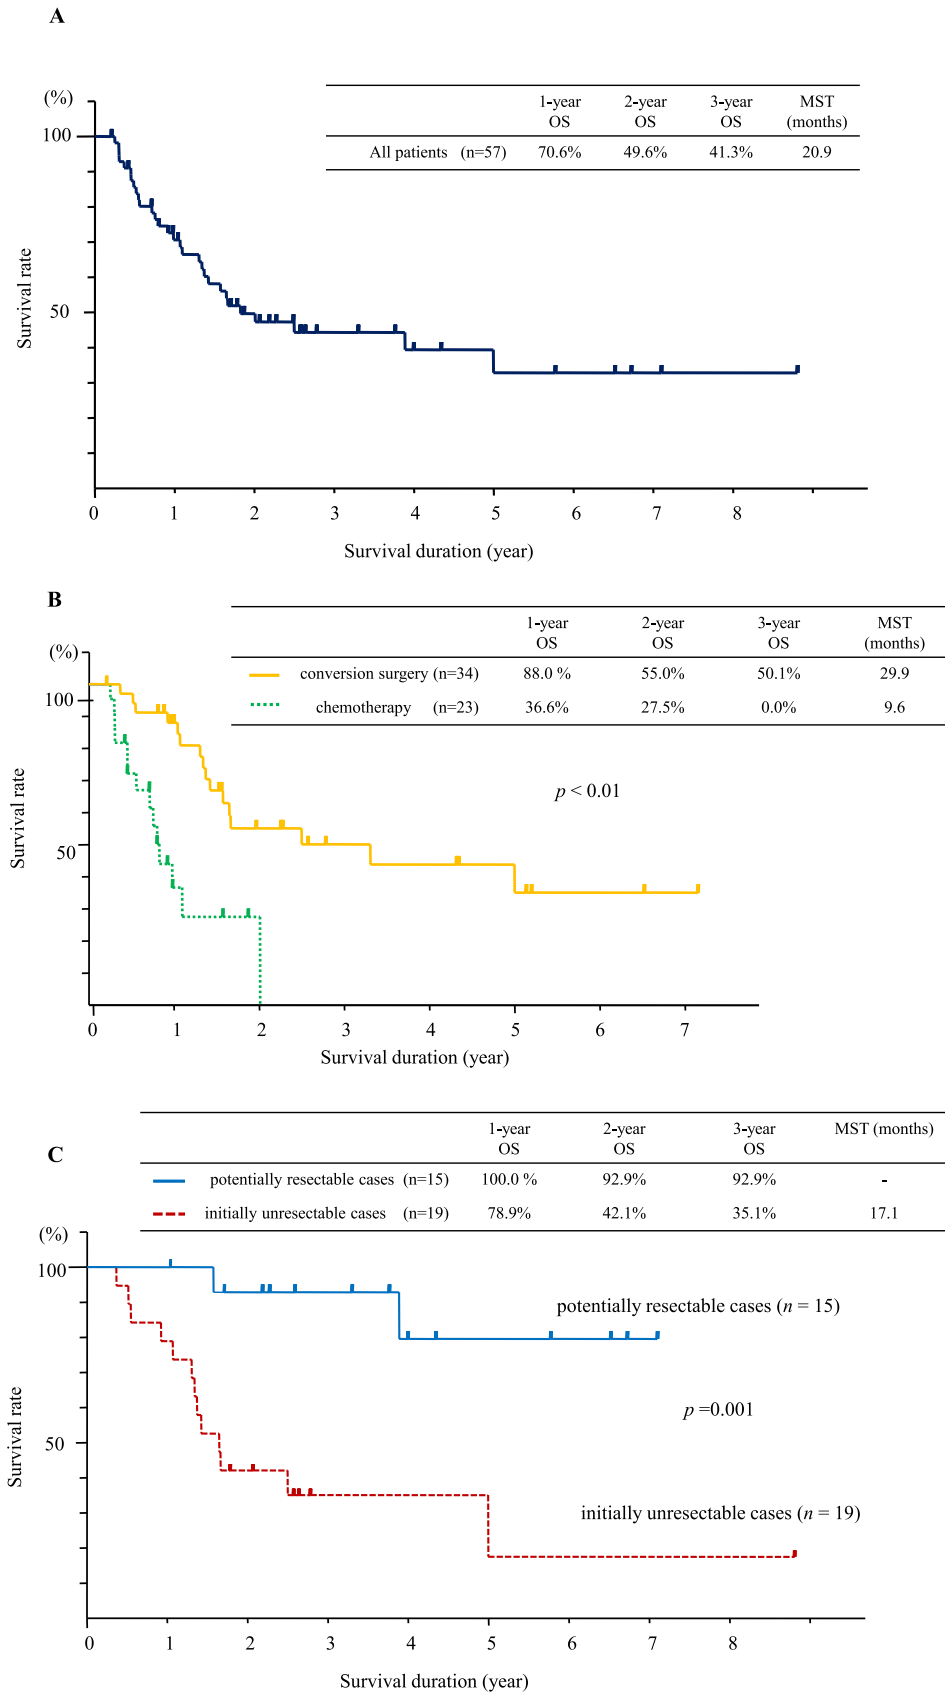 A
(%)
1-year 2-year 3-year MST
OS OS OS (months)
All patients (n=57) 70.6% 49.6% 41.3% 20.9
100
50
Survival rate
0 1 2 3 4 5 6 7 8
Survival duration (year)
B
1-year 2-year 3-year MST
OS OS OS (months)
(%)
conversion surgery (n=34) 88.0 % 55.0% 50.1% 29.9
chemotherapy (n=23) 36.6% 27.5% 0.0% 9.6
100
p < 0.01
50
Survival rate
0 1 2 3 4 5 6 7
Survival duration (year)
C
1-year 2-year 3-year MST (months)
OS OS OS
potentially resectable cases (n=15) 100.0 % 92.9% 92.9% -
initially unresectable cases (n=19) 78.9% 42.1% 35.1% 17.1
(%)
100
potentially resectable cases (n = 15)
p =0.001
50
Survival rate
initially unresectable cases (n = 19)
0 1 2 3 4 5 6 7 8
Survival duration (year)